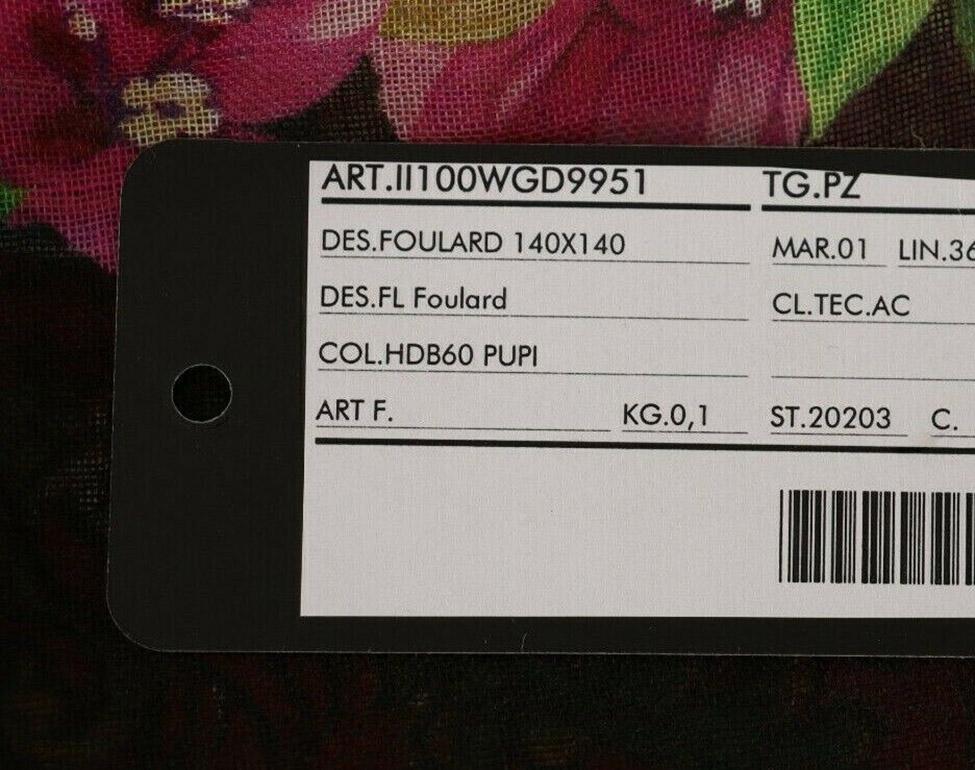 ART.II100WGD9951 TG.PZ
DES.FOULARD 140X140 MAR.01 LIN.36
DES.FL Foulard CL.TEC.AC
COL.HDB60 PUPI
ART F. KG.0,1 ST.20203 C.